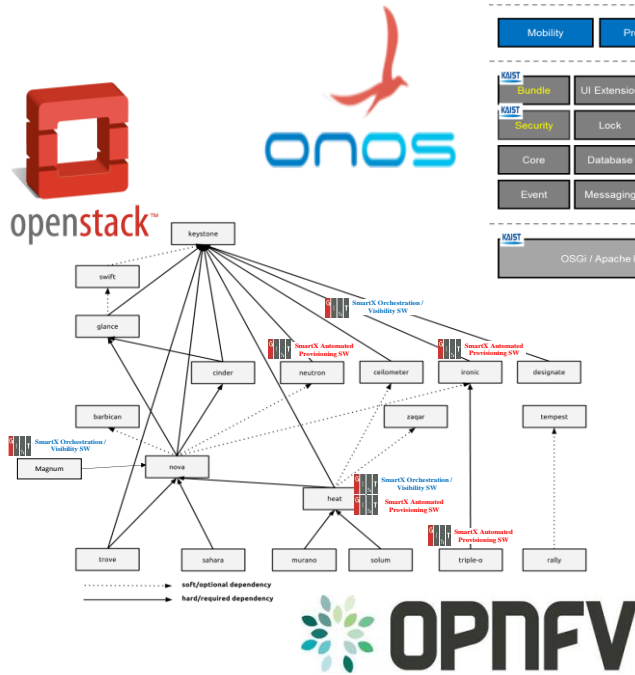 Mobility
KAIST
Bundle
UI Extension
KAIST
Security
Lock
Core
Database
Event
Messaging
KAIST
OSGi / Apache
onos
openstack™
keystone
swift
glance
SmartX Orchestration /
Visibility SW
SmartX Automated
Provisioning SW
SmartX Automated
Provisioning SW
cinder
neutron
ceilometer
ironic
designate
barbican
zaqar
tempest
SmartX Orchestration /
Visibility SW
Magnum
nova
heat
SmartX Orchestration /
Visibility SW
SmartX Automated
Provisioning SW
SmartX Automated
Provisioning SW
trove
sahara
murano
solum
triple-o
rally
soft/optional dependency
hard/required dependency
OPNFV